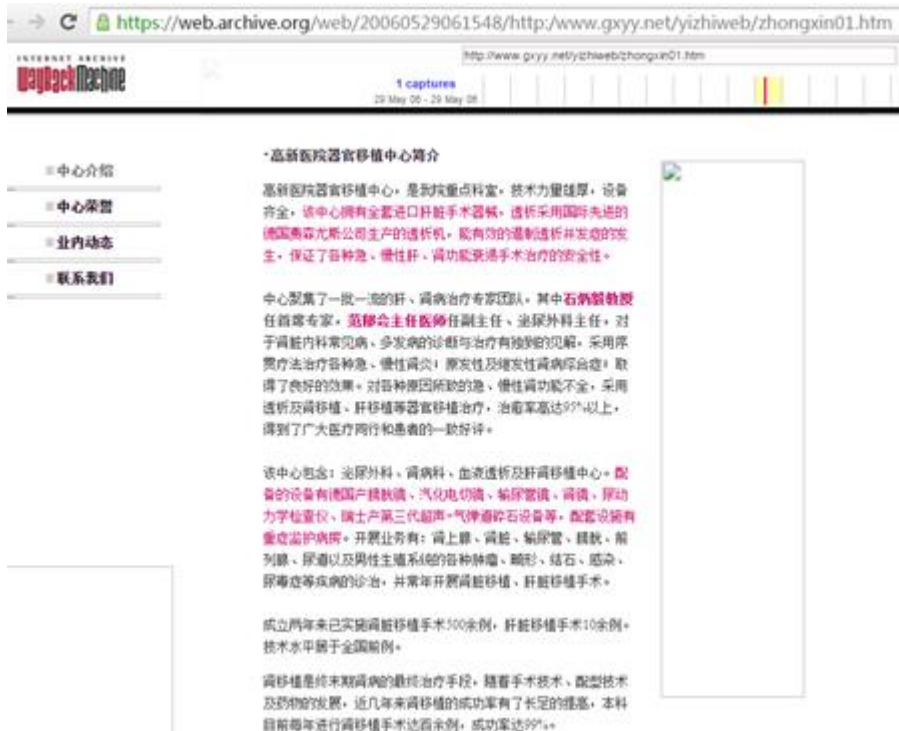 https://web.archive.org/web/20060529061548/http:/www.gxyy.net/yizhiweb/zhongxin01.htm
INTERNET ARCHIVE
WayBackMachine
http://www.gxyy.net/yizhiweb/zhongxin01.htm
1 captures
29 May 06 - 29 May 06
中心介绍
中心荣誉
业内动态
联系我们
·高新医院器官移植中心简介
高新医院器官移植中心，是我院重点科室，技术力量雄厚，设备
齐全，该中心拥有全套进口肝脏手术器械，透析采用国际先进的
德国费森尤斯公司生产的透析机，能有效的遏制透析并发症的发
生，保证了各种急、慢性肝、肾功能衰竭手术治疗的安全性。
中心聚集了一批一流的肝、肾病治疗专家团队，其中石炳毅教授
任首席专家，范郁会主任医师任副主任、泌尿外科主任，对
于肾脏内科常见病、多发病的诊断与治疗有独到的见解，采用序
贯疗法治疗各种急、慢性肾炎；原发性及继发性肾病综合症；取
得了良好的效果。对各种原因所致的急、慢性肾功能不全，采用
透析及肾移植、肝移植等器官移植治疗，治愈率高达95%以上，
得到了广大医疗同行和患者的一致好评。
该中心包含：泌尿外科、肾病科、血液透析及肝肾移植中心。配
备的设备有德国产膀胱镜、汽化电切镜、输尿管镜、肾镜、尿动
力学检查仪、瑞士产第三代超声·气弹道碎石设备等，配套设施有
重症监护病房。开展业务有：肾上腺、肾脏、输尿管、膀胱、前
列腺、尿道以及男性生殖系统的各种肿瘤、畸形、结石、感染、
尿毒症等疾病的诊治，并常年开展肾脏移植、肝脏移植手术。
成立两年来已实施肾脏移植手术300余例，肝脏移植手术10余例。
技术水平居于全国前列。
肾移植是终末期肾病的最终治疗手段，随着手术技术、配型技术
及药物的发展，近几年来肾移植的成功率有了长足的提高，本科
目前每年进行肾移植手术达百余例，成功率达99%。